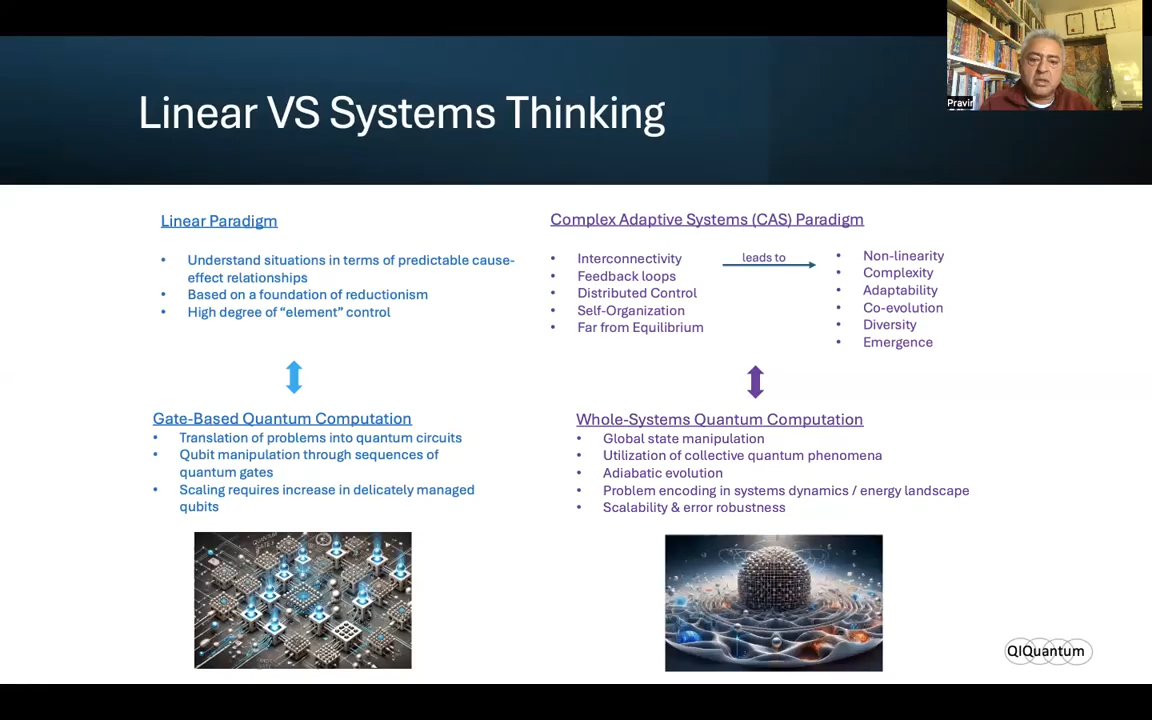 Linear VS Systems Thinking
Pravir
Linear Paradigm
• Understand situations in terms of predictable cause-
effect relationships
• Based on a foundation of reductionism
• High degree of “element” control
Complex Adaptive Systems (CAS) Paradigm
• Interconnectivity
• Feedback loops
• Distributed Control
• Self-Organization
• Far from Equilibrium
leads to
• Non-linearity
• Complexity
• Adaptability
• Co-evolution
• Diversity
• Emergence
Gate-Based Quantum Computation
• Translation of problems into quantum circuits
• Qubit manipulation through sequences of
quantum gates
• Scaling requires increase in delicately managed
qubits
Whole-Systems Quantum Computation
• Global state manipulation
• Utilization of collective quantum phenomena
• Adiabatic evolution
• Problem encoding in systems dynamics / energy landscape
• Scalability & error robustness
QIQuantum